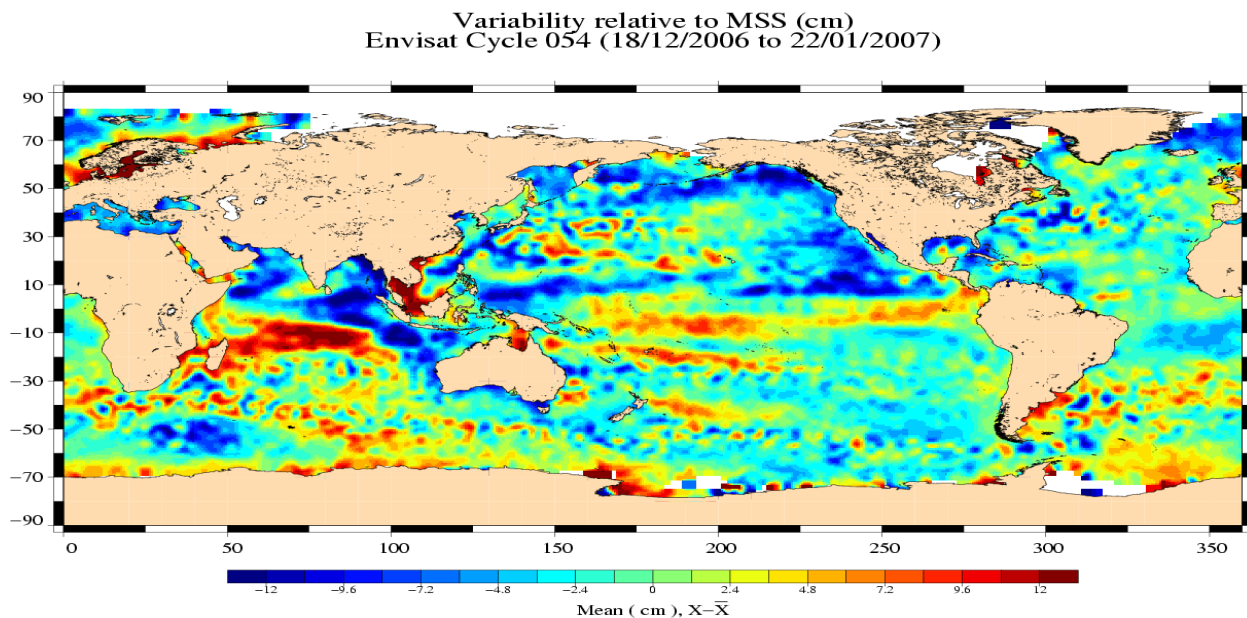 Variability relative to MSS (cm)
Envisat Cycle 054 (18/12/2006 to 22/01/2007)
90
70
50
30
10
−10
−30
−50
−70
−90
0 50 100 150 200 250 300 350
−12 −9.6 −7.2 −4.8 −2.4 0 2.4 4.8 7.2 9.6 12
Mean ( cm ), X−X̅